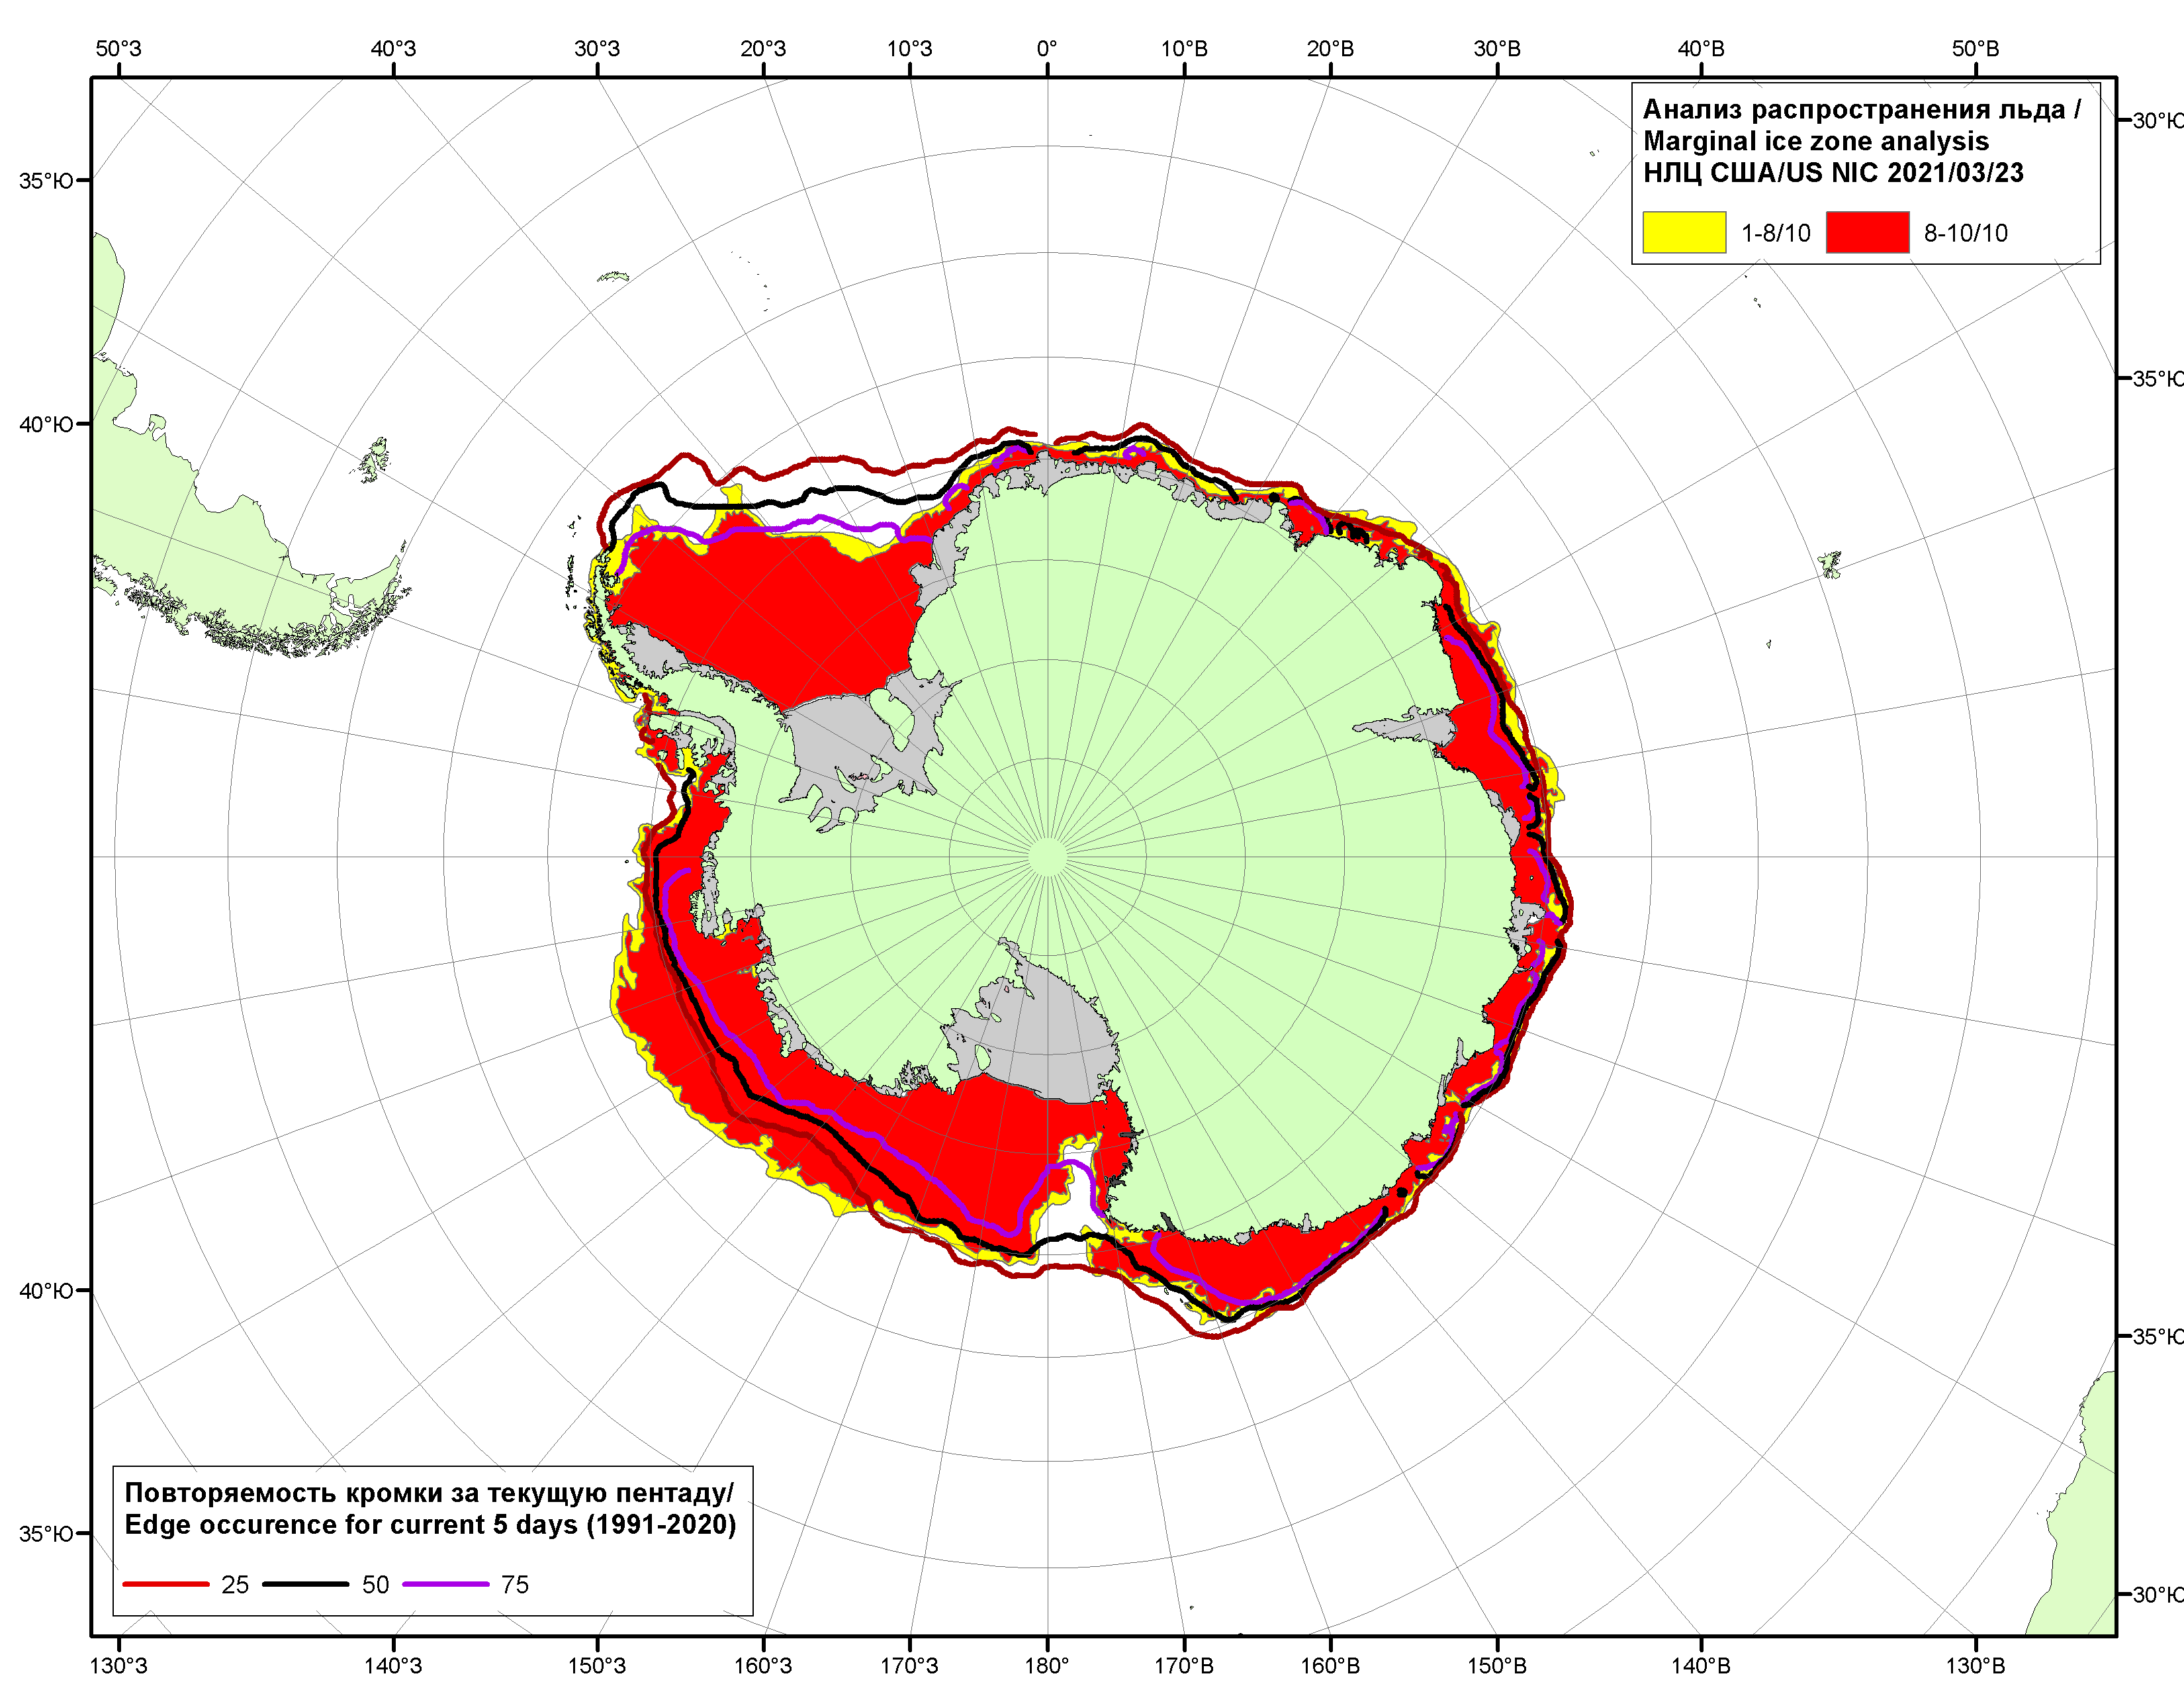 50°З 40°З 30°З 20°З 10°З 0° 10°В 20°В 30°В 40°В 50°В
Анализ распространения льда /
Marginal ice zone analysis
НЛЦ США/US NIC 2021/03/23
1-8/10 8-10/10
30°Ю
35°Ю
35°Ю
40°Ю
40°Ю
35°Ю
35°Ю
30°Ю
Повторяемость кромки за текущую пентаду/
Edge occurence for current 5 days (1991-2020)
25 50 75
130°З 140°З 150°З 160°З 170°З 180° 170°В 160°В 150°В 140°В 130°В